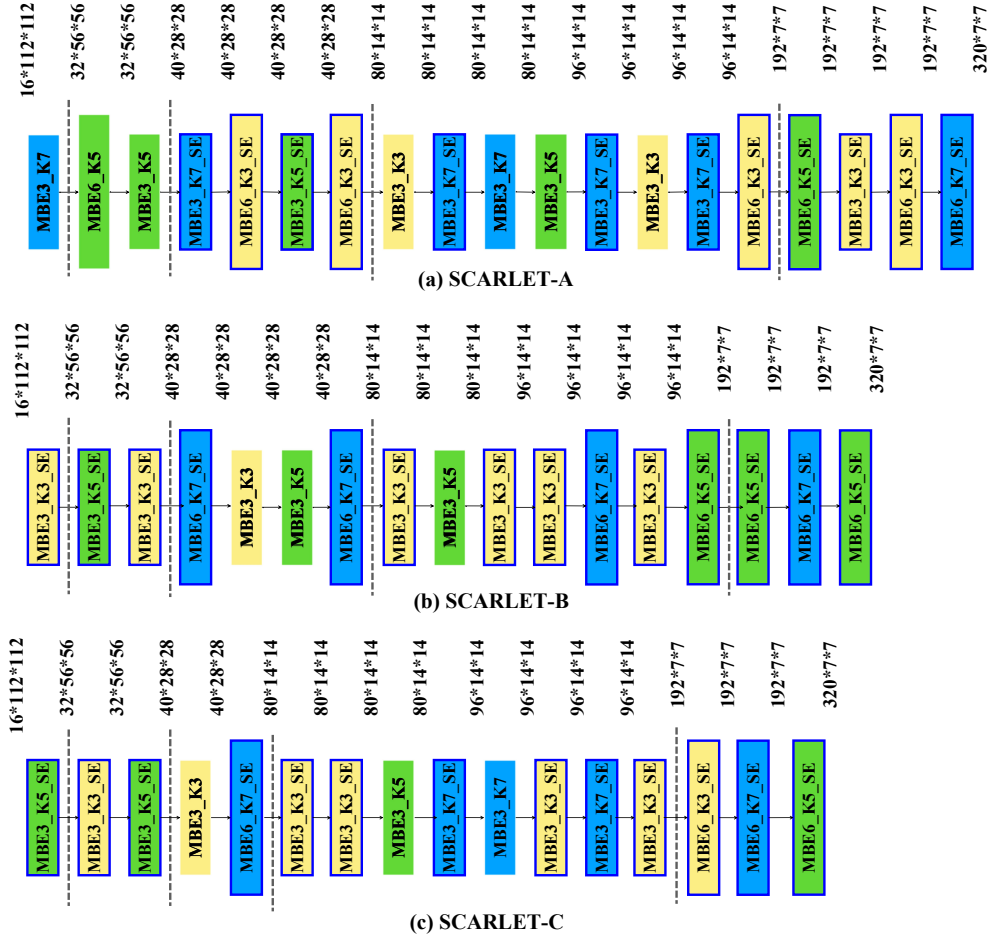 16*112*112
32*56*56
32*56*56
40*28*28
40*28*28
40*28*28
40*28*28
80*14*14
80*14*14
80*14*14
80*14*14
96*14*14
96*14*14
96*14*14
96*14*14
192*7*7
192*7*7
192*7*7
192*7*7
320*7*7
MBE3_K7
MBE6_K5
MBE3_K5
MBE3_K7_SE
MBE6_K3_SE
MBE3_K5_SE
MBE6_K3_SE
MBE3_K3
MBE3_K7_SE
MBE3_K7
MBE3_K5
MBE3_K7_SE
MBE3_K3
MBE3_K7_SE
MBE6_K3_SE
MBE6_K5_SE
MBE3_K3_SE
MBE6_K3_SE
MBE6_K7_SE
(a) SCARLET-A
16*112*112
32*56*56
32*56*56
40*28*28
40*28*28
40*28*28
40*28*28
80*14*14
80*14*14
80*14*14
96*14*14
96*14*14
96*14*14
96*14*14
192*7*7
192*7*7
192*7*7
320*7*7
MBE3_K3_SE
MBE3_K5_SE
MBE3_K3_SE
MBE6_K7_SE
MBE3_K3
MBE3_K5
MBE6_K7_SE
MBE3_K3_SE
MBE3_K5
MBE3_K3_SE
MBE3_K3_SE
MBE6_K7_SE
MBE3_K3_SE
MBE6_K5_SE
MBE6_K5_SE
MBE6_K7_SE
MBE6_K5_SE
(b) SCARLET-B
16*112*112
32*56*56
32*56*56
40*28*28
40*28*28
80*14*14
80*14*14
80*14*14
80*14*14
96*14*14
96*14*14
96*14*14
96*14*14
192*7*7
192*7*7
192*7*7
320*7*7
MBE3_K5_SE
MBE3_K3_SE
MBE3_K5_SE
MBE3_K3
MBE6_K7_SE
MBE3_K3_SE
MBE3_K3_SE
MBE3_K5
MBE3_K7_SE
MBE3_K7
MBE3_K3_SE
MBE3_K7_SE
MBE3_K3_SE
MBE6_K3_SE
MBE6_K7_SE
MBE6_K5_SE
(c) SCARLET-C